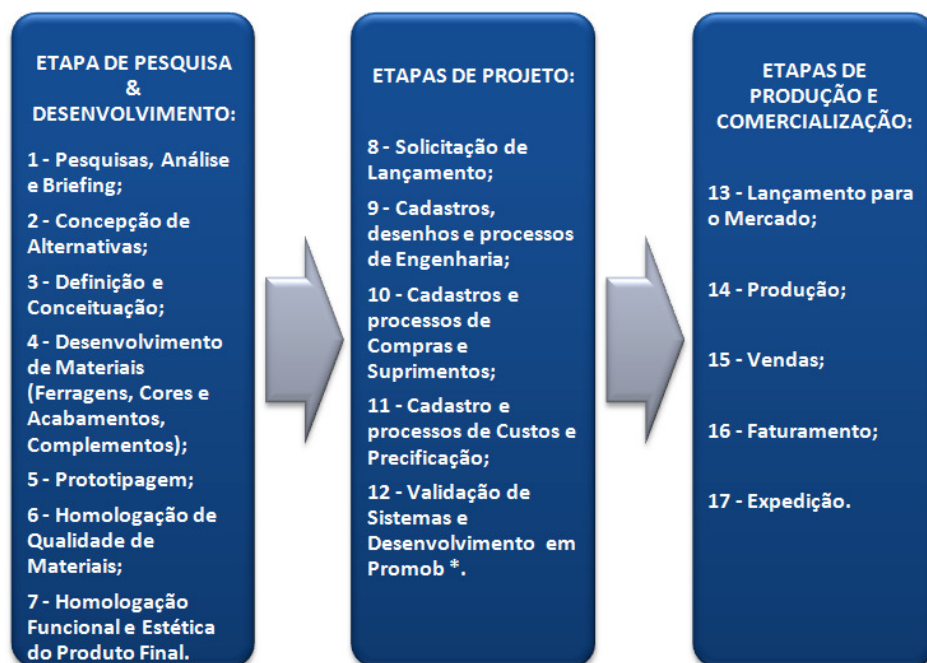 ETAPA DE PESQUISA
&
DESENVOLVIMENTO:
1 - Pesquisas, Análise
e Briefing;
2 - Concepção de
Alternativas;
3 - Definição e
Conceituação;
4 - Desenvolvimento
de Materiais
(Ferragens, Cores e
Acabamentos,
Complementos);
5 - Prototipagem;
6 - Homologação de
Qualidade de
Materiais;
7 - Homologação
Funcional e Estética
do Produto Final.
ETAPAS DE PROJETO:
8 - Solicitação de
Lançamento;
9 - Cadastros,
desenhos e processos
de Engenharia;
10 - Cadastros e
processos de
Compras e
Suprimentos;
11 - Cadastro e
processos de Custos e
Precificação;
12 - Validação de
Sistemas e
Desenvolvimento em
Promob *.
ETAPAS DE
PRODUÇÃO E
COMERCIALIZAÇÃO:
13 - Lançamento para
o Mercado;
14 - Produção;
15 - Vendas;
16 - Faturamento;
17 - Expedição.